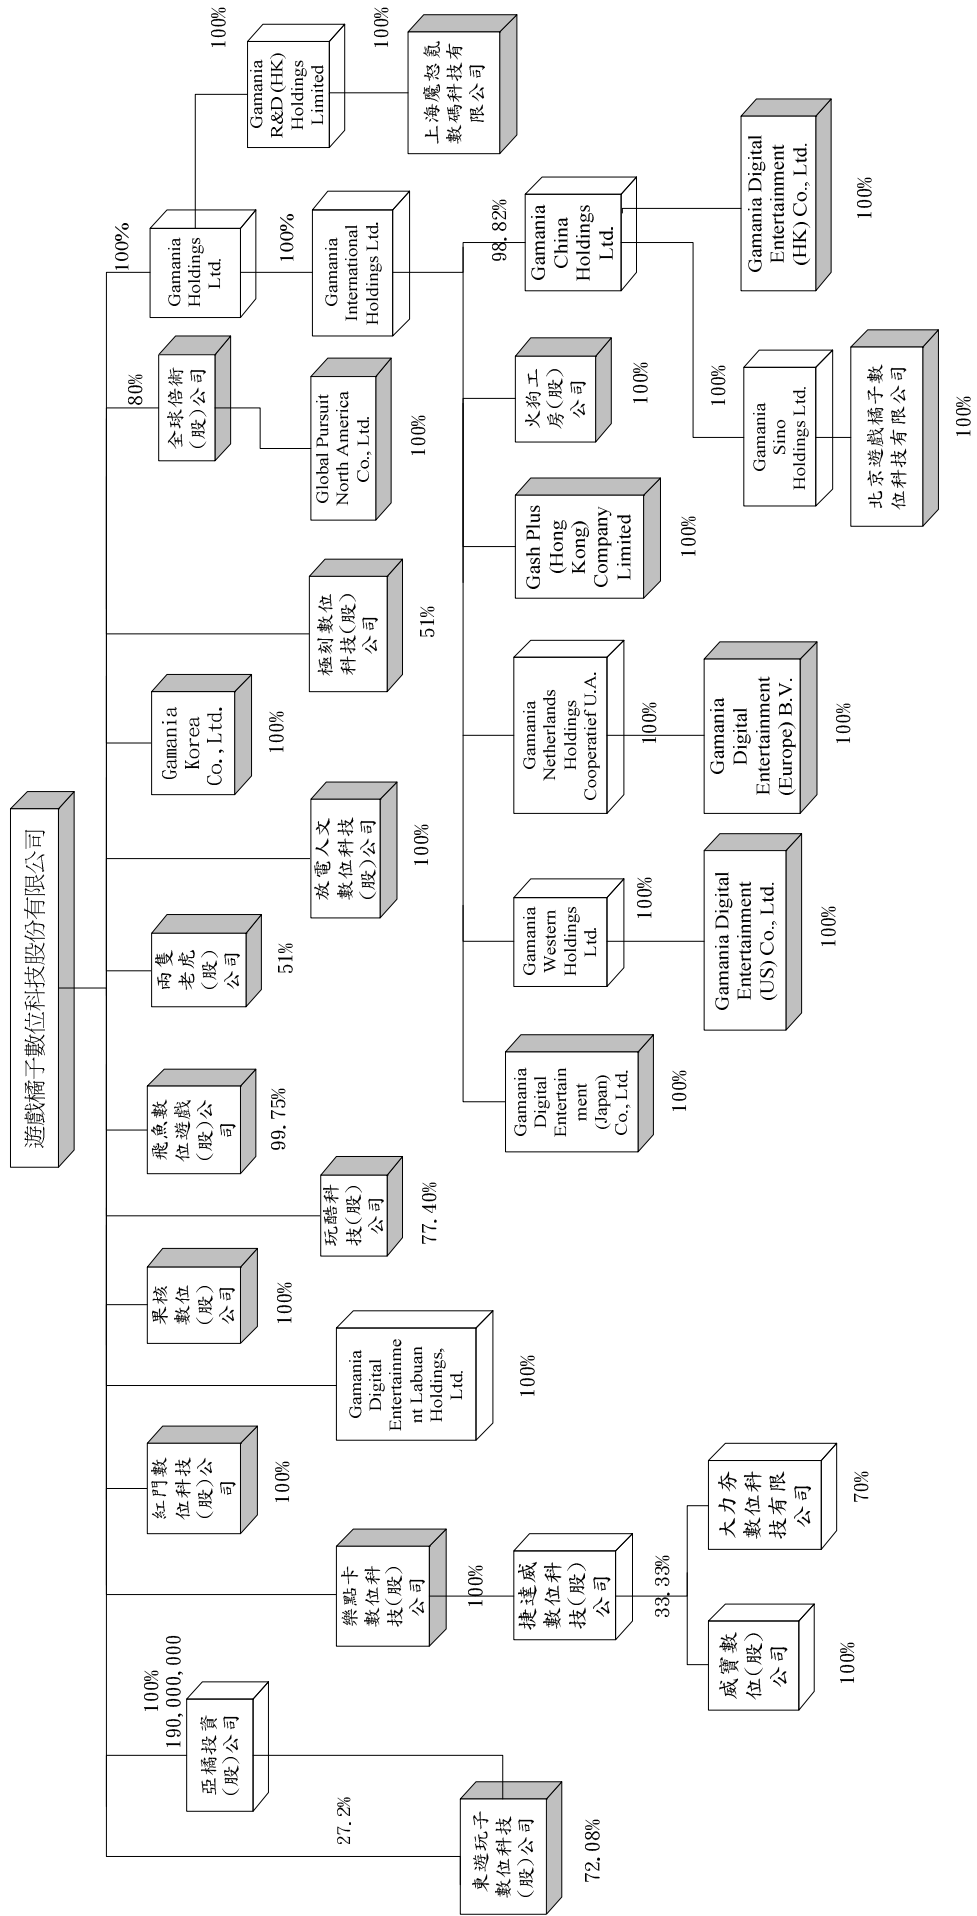 遊戲橘子數位科技股份有限公司
27.2%
東遊玩子
數位科技
(股)公司
72.08%
100%
190,000,000
亞橘投資
(股)公司
樂點卡
數位科
技(股)
公司
100%
捷達威
數位科
技(股)
公司
33.33%
威寶數
位(股)
公司
100%
大力夯
數位科
技有限
公司
70%
紅門數
位科技
(股)公
司
100%
Gamania
Digital
Entertainme
nt Labuan
Holdings,
Ltd.
100%
果核
數位
(股)
公司
100%
玩酷科
技(股)
公司
77.40%
飛魚數
位遊戲
(股)公
司
99.75%
兩隻
老虎
(股)
公司
51%
放電人文
數位科技
(股)公司
100%
Gamania
Korea
Co.,Ltd.
100%
極刻數位
科技(股)
公司
51%
80%
全球倍術
(股)公司
Global Pursuit
North America
Co., Ltd.
100%
100%
Gamania
Holdings
Ltd.
100%
Gamania
R&D (HK)
Holdings
Limited
100%
上海魔怒氪
數碼科技有
限公司
100%
Gamania
International
Holdings Ltd.
Gamania
Digital
Entertain
ment
(Japan)
Co., Ltd.
100%
Gamania
Western
Holdings
Ltd.
100%
Gamania Digital
Entertainment
(US) Co., Ltd.
100%
Gamania
Netherlands
Holdings
Cooperatief U.A.
100%
Gamania
Digital
Entertainment
(Europe) B.V.
100%
Gash Plus
(Hong
Kong)
Company
Limited
100%
火狗工
房(股)
公司
100%
98.82%
Gamania
China
Holdings
Ltd.
100%
Gamania
Sino
Holdings Ltd.
北京遊戲橘子數
位科技有限公司
100%
Gamania Digital
Entertainment
(HK) Co., Ltd.
100%